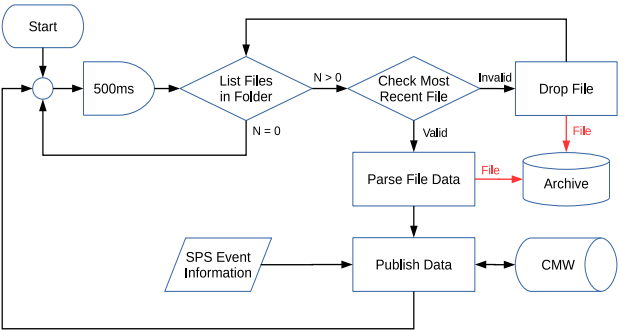 Start
500ms
List Files
in Folder
N > 0
N = 0
Check Most
Recent File
Invalid
Valid
Drop File
File
Parse File Data
File
Archive
SPS Event
Information
Publish Data
CMW